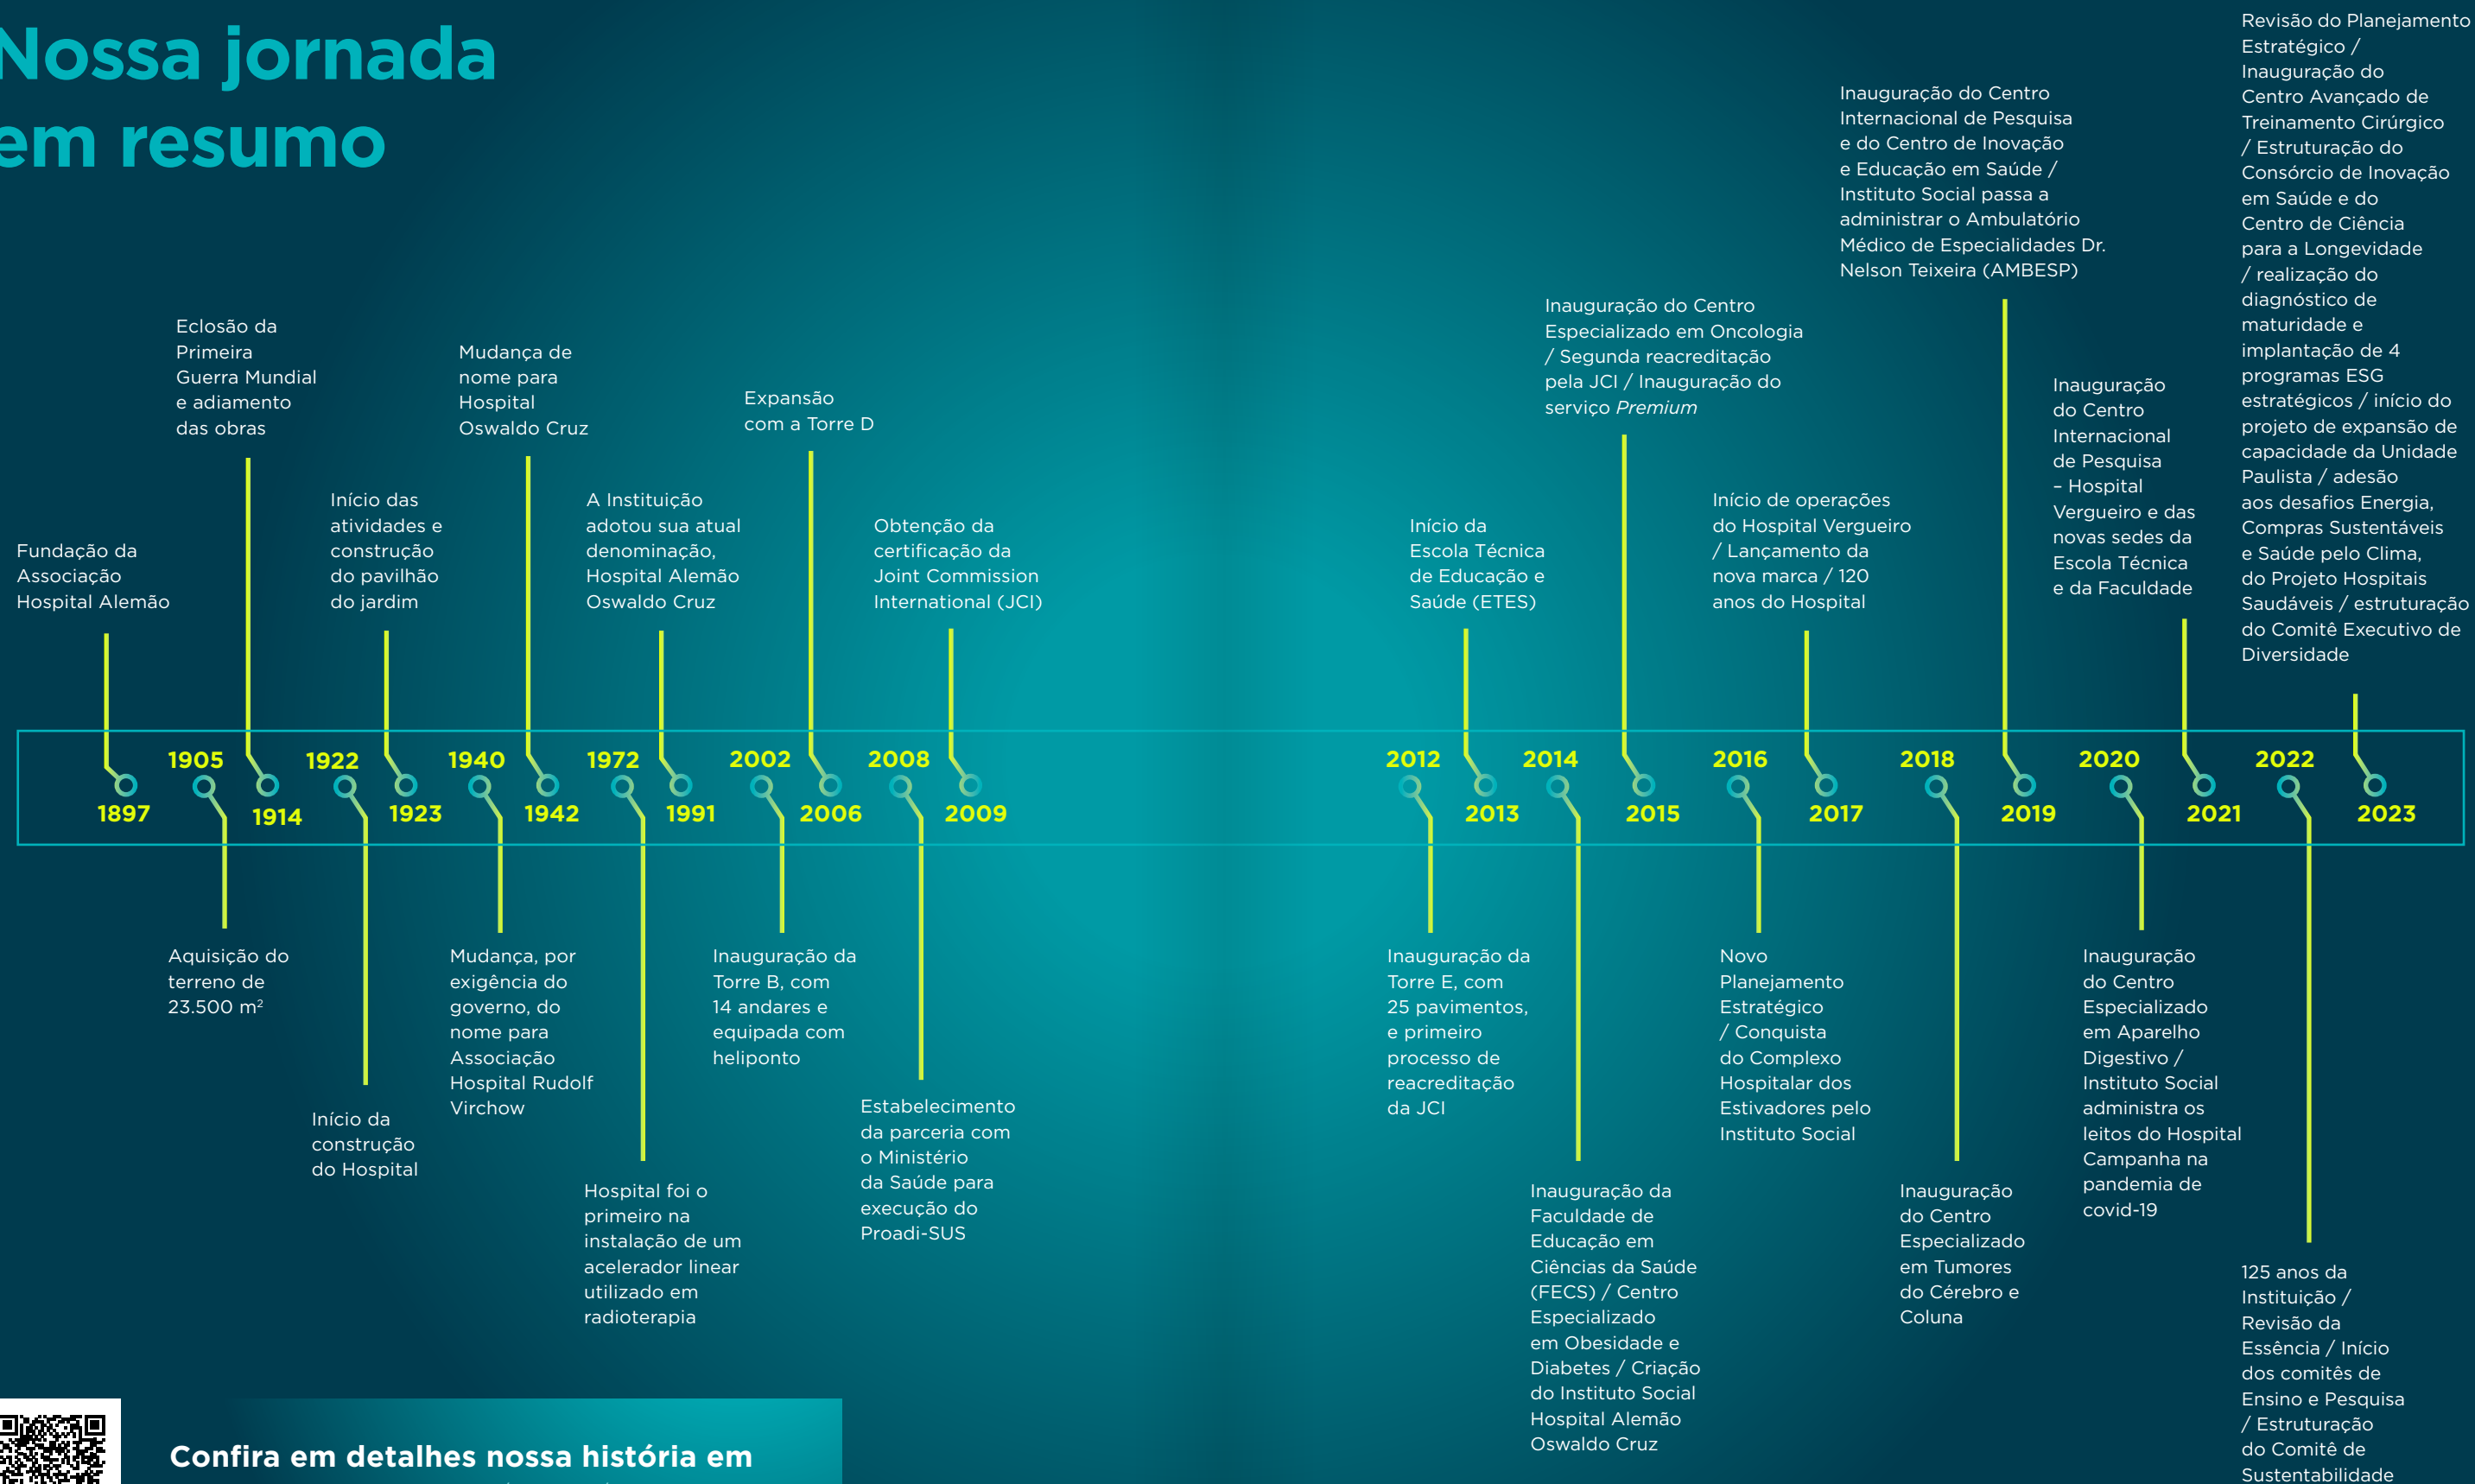 Nossa jornada
em resumo
Fundação da
Associação
Hospital Alemão
1897
1905
Aquisição do
terreno de
23.500 m²
Eclosão da
Primeira
Guerra Mundial
e adiamento
das obras
1914
1922
Início da
construção
do Hospital
Início das
atividades e
construção
do pavilhão
do jardim
1923
1940
Mudança, por
exigência do
governo, do
nome para
Associação
Hospital Rudolf
Virchow
Mudança de
nome para
Hospital
Oswaldo Cruz
1942
1972
Hospital foi o
primeiro na
instalação de um
acelerador linear
utilizado em
radioterapia
A Instituição
adotou sua atual
denominação,
Hospital Alemão
Oswaldo Cruz
1991
2002
Inauguração da
Torre B, com
14 andares e
equipada com
heliponto
Expansão
com a Torre D
2006
2008
Estabelecimento
da parceria com
o Ministério
da Saúde para
execução do
Proadi-SUS
Obtenção da
certificação da
Joint Commission
International (JCI)
2009
2012
Inauguração da
Torre E, com
25 pavimentos,
e primeiro
processo de
reacreditação
da JCI
Início da
Escola Técnica
de Educação e
Saúde (ETES)
2013
2014
Inauguração da
Faculdade de
Educação em
Ciências da Saúde
(FECS) / Centro
Especializado
em Obesidade e
Diabetes / Criação
do Instituto Social
Hospital Alemão
Oswaldo Cruz
Inauguração do Centro
Especializado em Oncologia
/ Segunda reacreditação
pela JCI / Inauguração do
serviço Premium
2015
2016
Novo
Planejamento
Estratégico
/ Conquista
do Complexo
Hospitalar dos
Estivadores pelo
Instituto Social
Início de operações
do Hospital Vergueiro
/ Lançamento da
nova marca / 120
anos do Hospital
2017
2018
Inauguração
do Centro
Especializado
em Tumores
do Cérebro e
Coluna
Inauguração do Centro
Internacional de Pesquisa
e do Centro de Inovação
e Educação em Saúde /
Instituto Social passa a
administrar o Ambulatório
Médico de Especialidades Dr.
Nelson Teixeira (AMBESP)
2019
2020
Inauguração
do Centro
Especializado
em Aparelho
Digestivo /
Instituto Social
administra os
leitos do Hospital
Campanha na
pandemia de
covid-19
Inauguração
do Centro
Internacional
de Pesquisa
– Hospital
Vergueiro e das
novas sedes da
Escola Técnica
e da Faculdade
2021
2022
125 anos da
Instituição /
Revisão da
Essência / Início
dos comitês de
Ensino e Pesquisa
/ Estruturação
do Comitê de
Sustentabilidade
Revisão do Planejamento
Estratégico /
Inauguração do
Centro Avançado de
Treinamento Cirúrgico
/ Estruturação do
Consórcio de Inovação
em Saúde e do
Centro de Ciência
para a Longevidade
/ realização do
diagnóstico de
maturidade e
implantação de 4
programas ESG
estratégicos / início do
projeto de expansão de
capacidade da Unidade
Paulista / adesão
aos desafios Energia,
Compras Sustentáveis
e Saúde pelo Clima,
do Projeto Hospitais
Saudáveis / estruturação
do Comitê Executivo de
Diversidade
2023
Confira em detalhes nossa história em